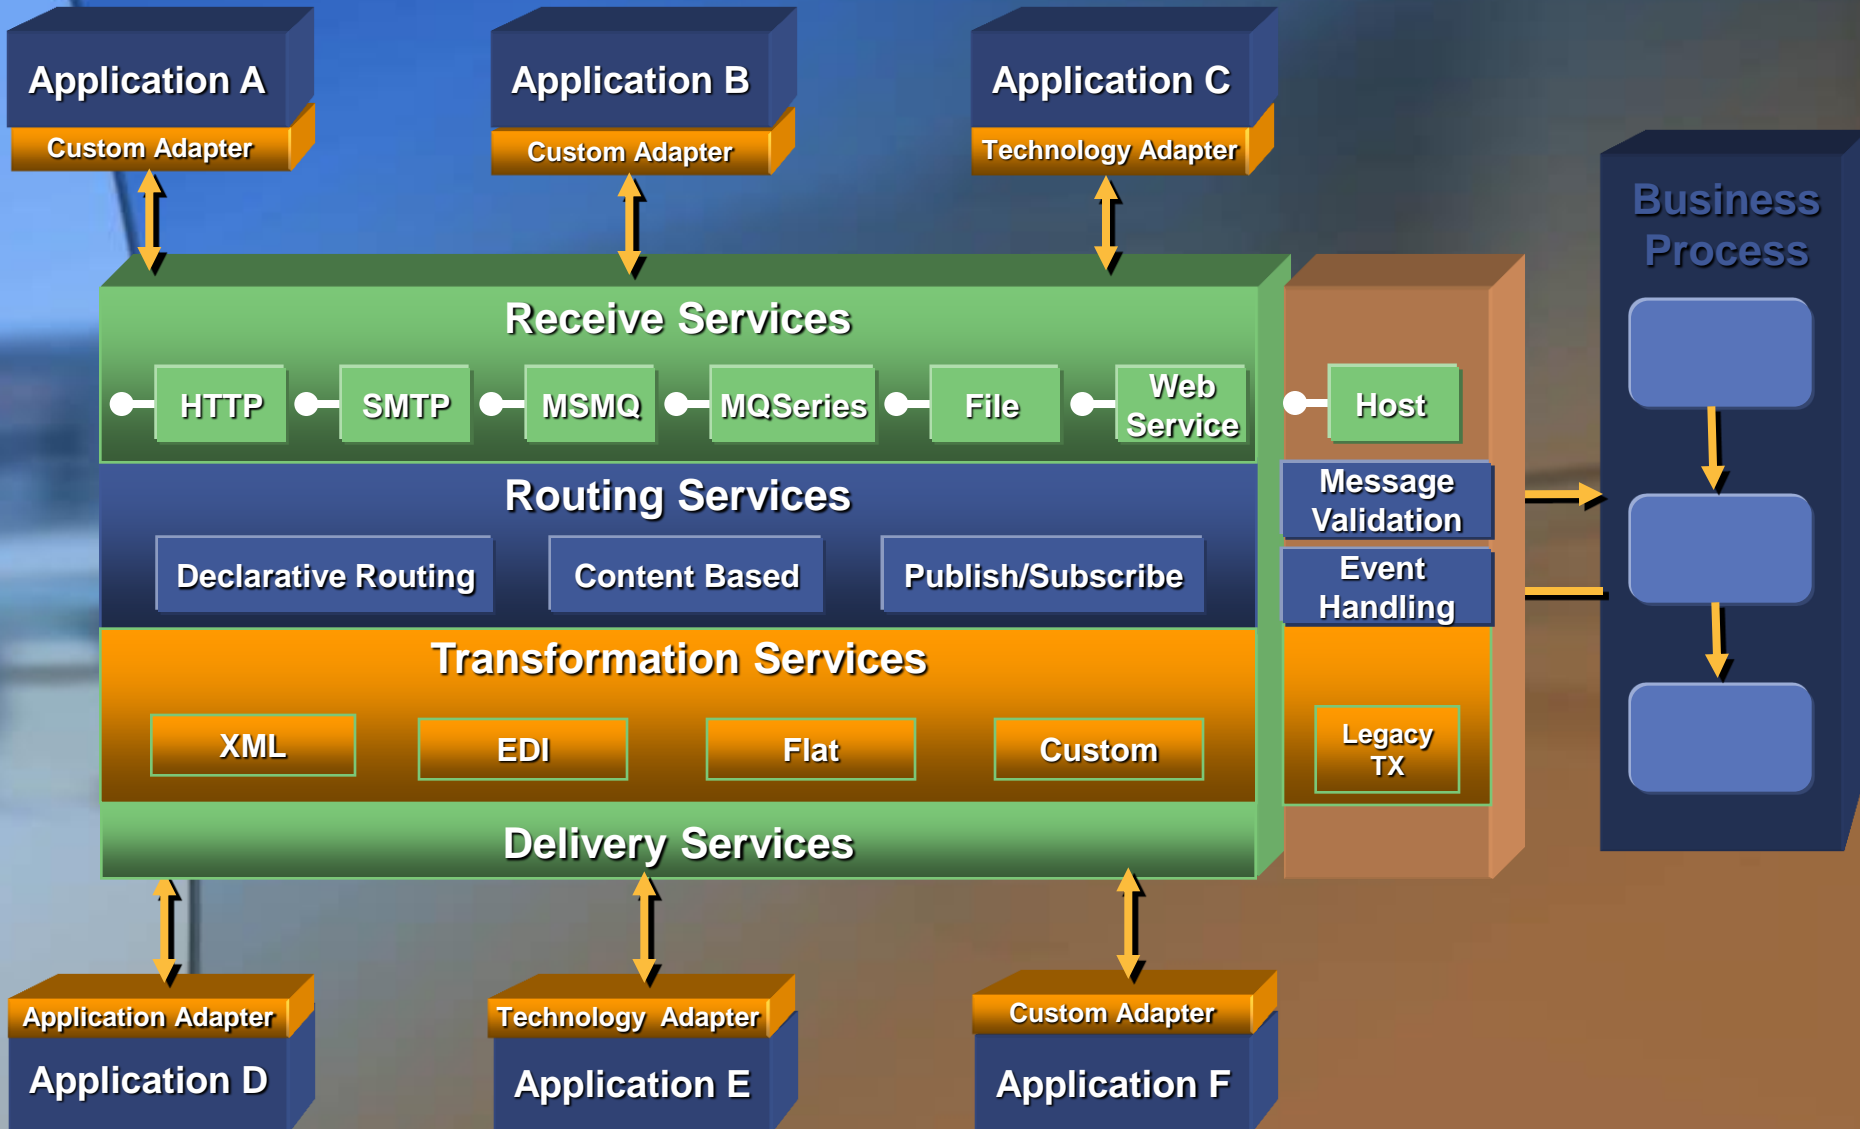 Application A
Custom Adapter
Application B
Custom Adapter
Application C
Technology Adapter
Business
Process
Receive Services
HTTP
SMTP
MSMQ
MQSeries
File
Web
Service
Host
Routing Services
Declarative Routing
Content Based
Publish/Subscribe
Message
Validation
Event
Handling
Transformation Services
XML
EDI
Flat
Custom
Legacy
TX
Delivery Services
Application Adapter
Application D
Technology Adapter
Application E
Custom Adapter
Application F